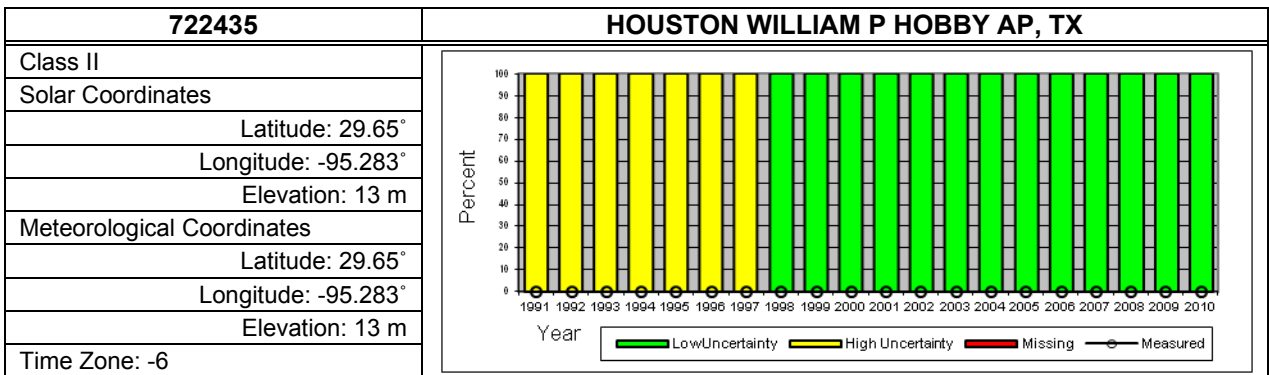 722435
HOUSTON WILLIAM P HOBBY AP, TX
Class II
Solar Coordinates
Latitude: 29.65˚
Longitude: -95.283˚
Elevation: 13 m
Meteorological Coordinates
Latitude: 29.65˚
Longitude: -95.283˚
Elevation: 13 m
Time Zone: -6
Percent
100
90
80
70
60
50
40
30
20
10
0
1991 1992 1993 1994 1995 1996 1997 1998 1999 2000 2001 2002 2003 2004 2005 2006 2007 2008 2009 2010
Year
LowUncertainty High Uncertainty Missing Measured